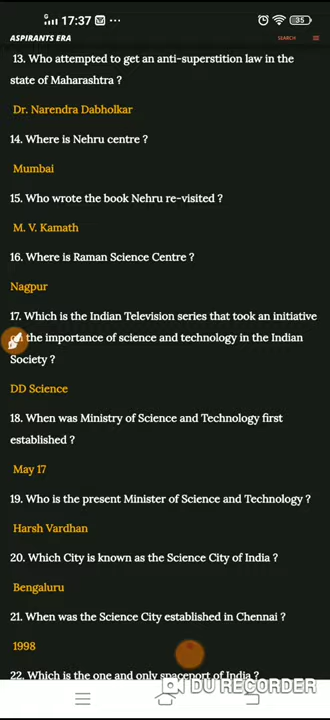 17:37
35
ASPIRANTS ERA
SEARCH
13. Who attempted to get an anti-superstition law in the
state of Maharashtra ?
Dr. Narendra Dabholkar
14. Where is Nehru centre ?
Mumbai
15. Who wrote the book Nehru re-visited ?
M. V. Kamath
16. Where is Raman Science Centre ?
Nagpur
17. Which is the Indian Television series that took an initiative
the importance of science and technology in the Indian
Society ?
DD Science
18. When was Ministry of Science and Technology first
established ?
May 17
19. Who is the present Minister of Science and Technology ?
Harsh Vardhan
20. Which City is known as the Science City of India ?
Bengaluru
21. When was the Science City established in Chennai ?
1998
22. Which is the one and only spaceport of India ?
DU RECORDER